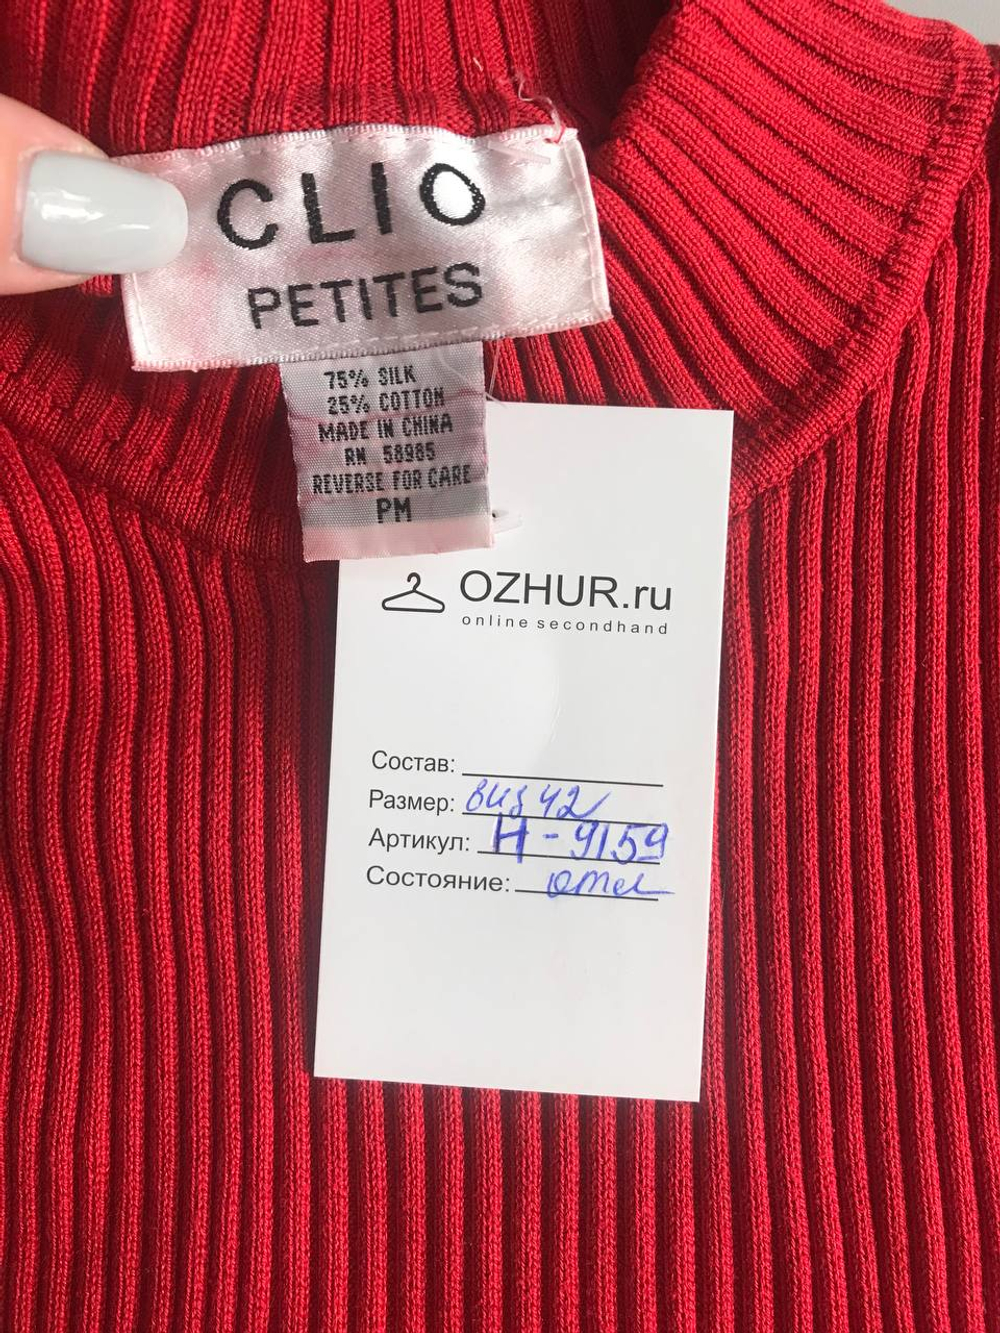 CLIO
PETITES
75% SILK
25% COTTON
MADE IN CHINA
RN 58985
REVERSE FOR CARE
PM
OZHUR.ru
online secondhand
Состав:
Размер: виз 42
Артикул: Н-9159
Состояние: отл